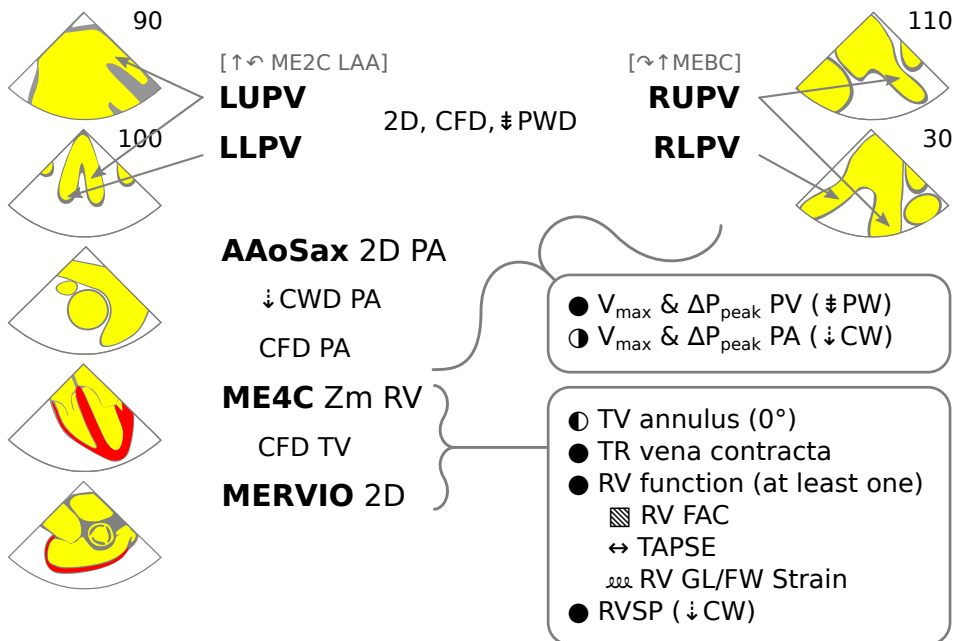 90
110
[↑↶ ME2C LAA]
[↷↑MEBC]
LUPV
RUPV
2D, CFD,⇟PWD
100
LLPV
RLPV
30
AAoSax 2D PA
↓CWD PA
CFD PA
● Vmax & ΔPpeak PV (⇟PW)
◑ Vmax & ΔPpeak PA (⇣CW)
ME4C Zm RV
CFD TV
MERVIO 2D
◐ TV annulus (0°)
● TR vena contracta
● RV function (at least one)
▧ RV FAC
↔ TAPSE
RV GL/FW Strain
● RVSP (⇣CW)